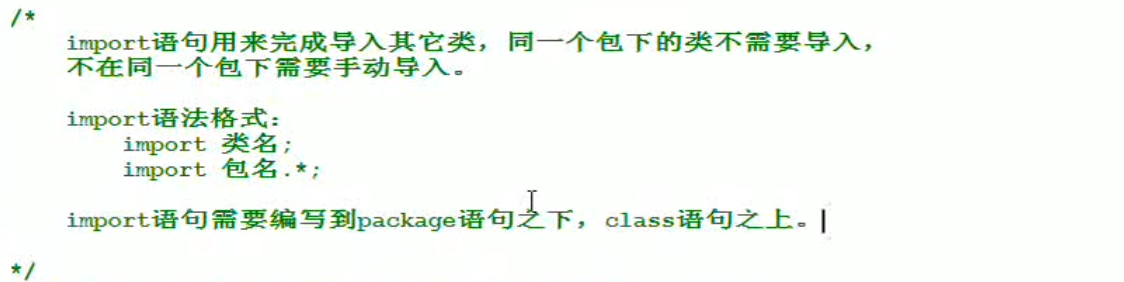 /*
import语句用来完成导入其它类，同一个包下的类不需要导入，
不在同一个包下需要手动导入。
import语法格式：
import 类名;
import 包名.*;
import语句需要编写到package语句之下，class语句之上。
*/